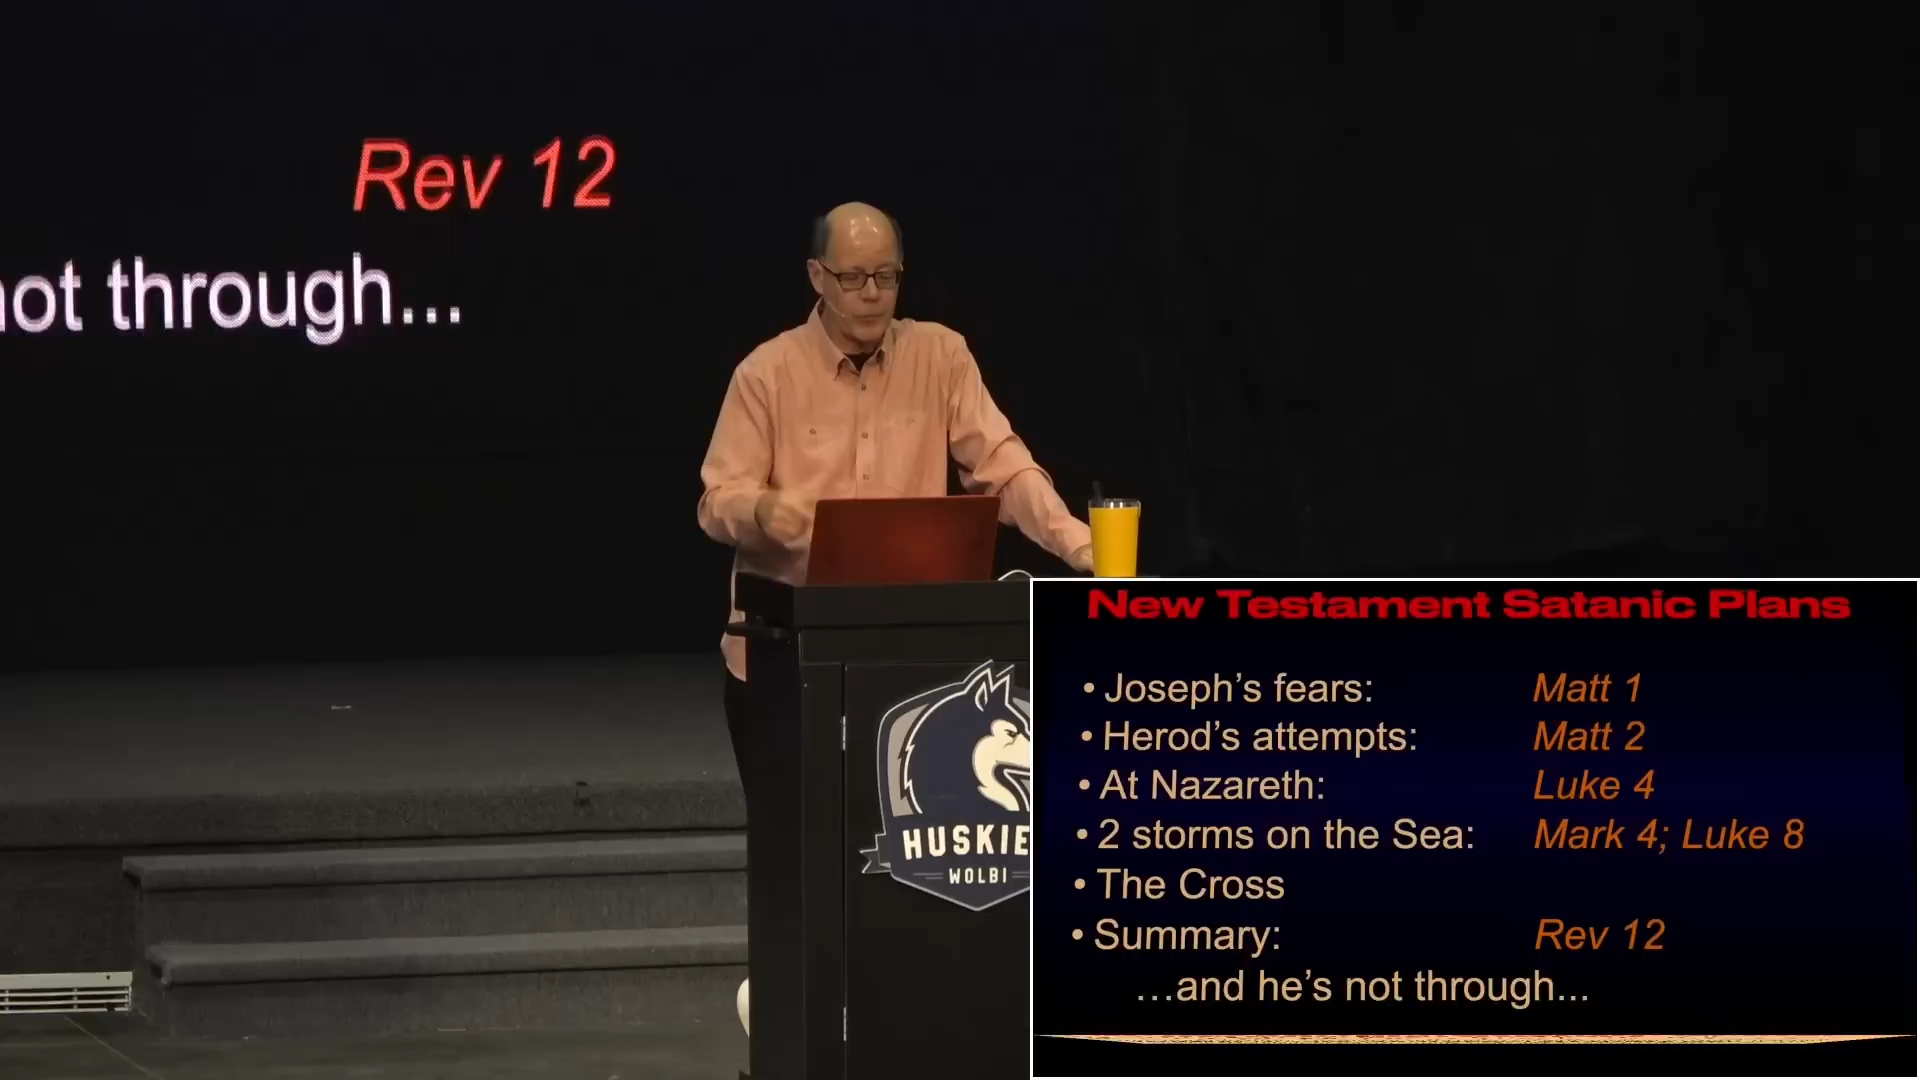 Rev 12
not through...
HUSKIE
WOLBI
New Testament Satanic Plans
• Joseph’s fears: Matt 1
• Herod’s attempts: Matt 2
• At Nazareth: Luke 4
• 2 storms on the Sea: Mark 4; Luke 8
• The Cross
• Summary: Rev 12
…and he’s not through...